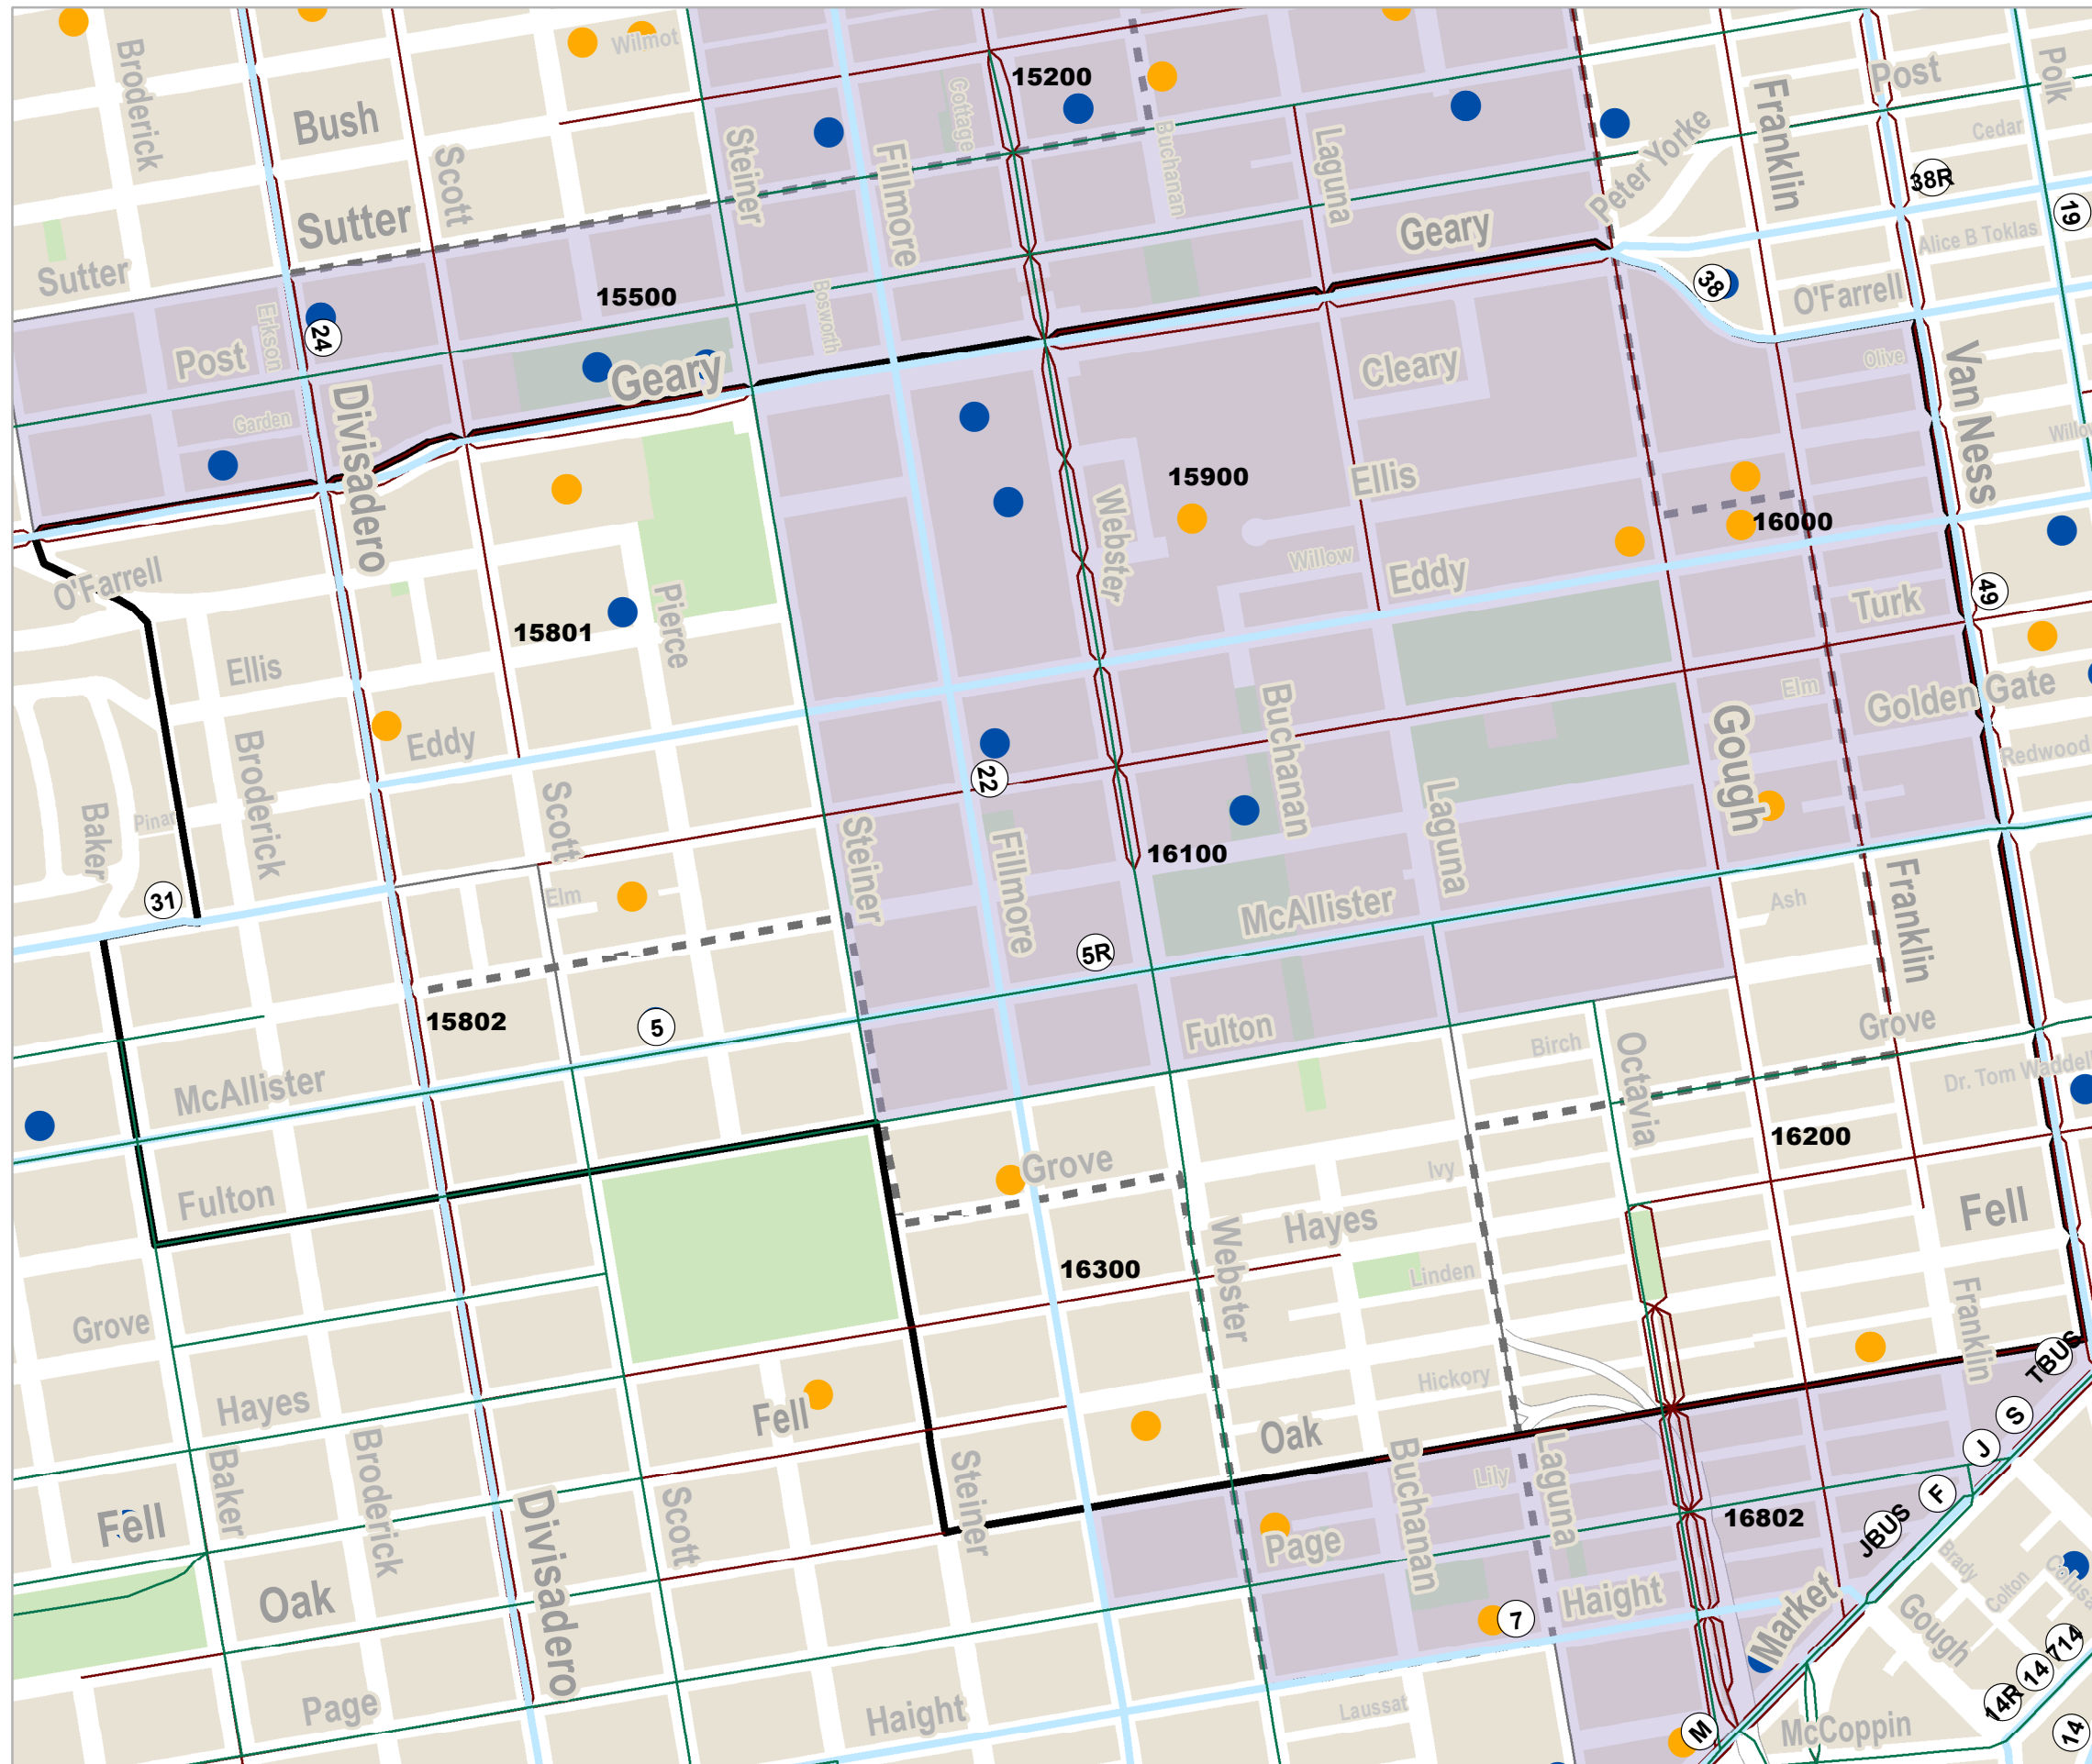 Broderick
Wilmot
Bush
15200
Cottage
Post
Polk
Franklin
Cedar
Scott
Steiner
Fillmore
Buchanan
Laguna
Peter Yorke
38R
19
Sutter
Sutter
Geary
Alice B Toklas
15500
38
O'Farrell
Erkson
24
Bosworth
Post
Geary
Cleary
Olive
Van Ness
Garden
Divisadero
15900
Ellis
Willow
Webster
16000
O'Farrell
Willow
Eddy
49
Turk
15801
Pierce
Ellis
Elm
Golden Gate
Buchanan
Gough
Eddy
Broderick
Redwood
22
Baker
Pinar
Scott
Steiner
Fillmore
Laguna
16100
31
Elm
McAllister
Ash
Franklin
5R
15802
5
Fulton
Birch
Octavia
Grove
McAllister
Dr. Tom Waddell
16200
Grove
Ivy
Fulton
Hayes
Fell
Webster
16300
Linden
Grove
Franklin
TBUS
Hickory
Hayes
Fell
Oak
S
J
Baker
Broderick
Steiner
Buchanan
Laguna
Lily
Fell
Scott
Divisadero
F
16802
JBUS
Page
Brady
Colton
Colusa
Oak
Haight
7
Market
Gough
714
14
14R
Page
Haight
Laussat
M
McCoppin
14